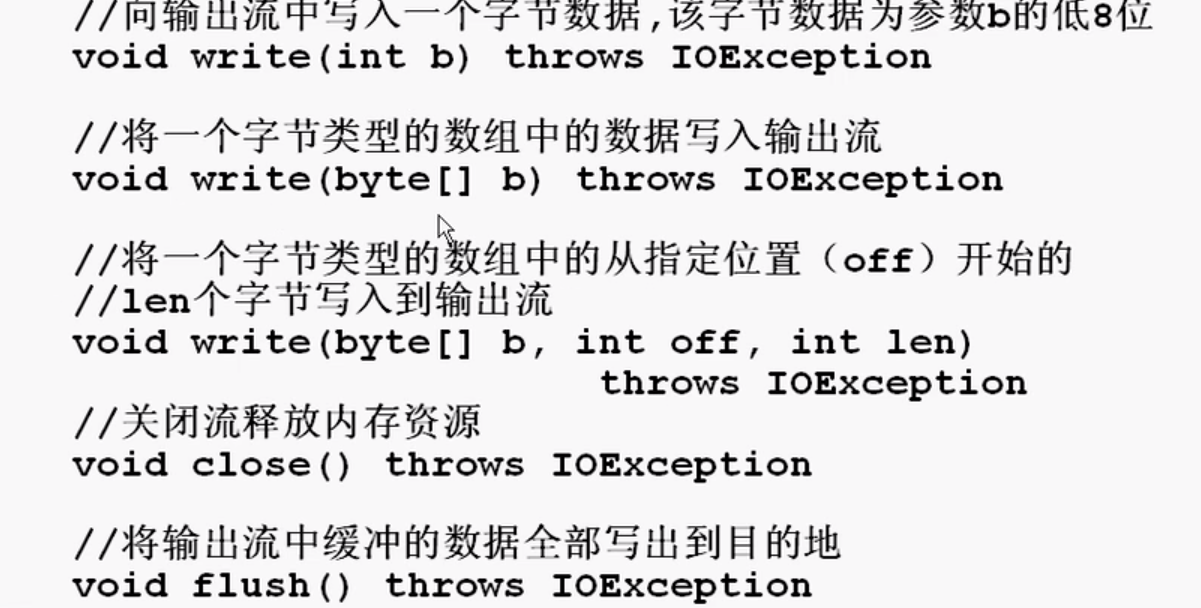 //向输出流中写入一个字节数据,该字节数据为参数b的低8位
void write(int b) throws IOException
//将一个字节类型的数组中的数据写入输出流
void write(byte[] b) throws IOException
//将一个字节类型的数组中的从指定位置（off）开始的
//len个字节写入到输出流
void write(byte[] b, int off, int len)
throws IOException
//关闭流释放内存资源
void close() throws IOException
//将输出流中缓冲的数据全部写出到目的地
void flush() throws IOException